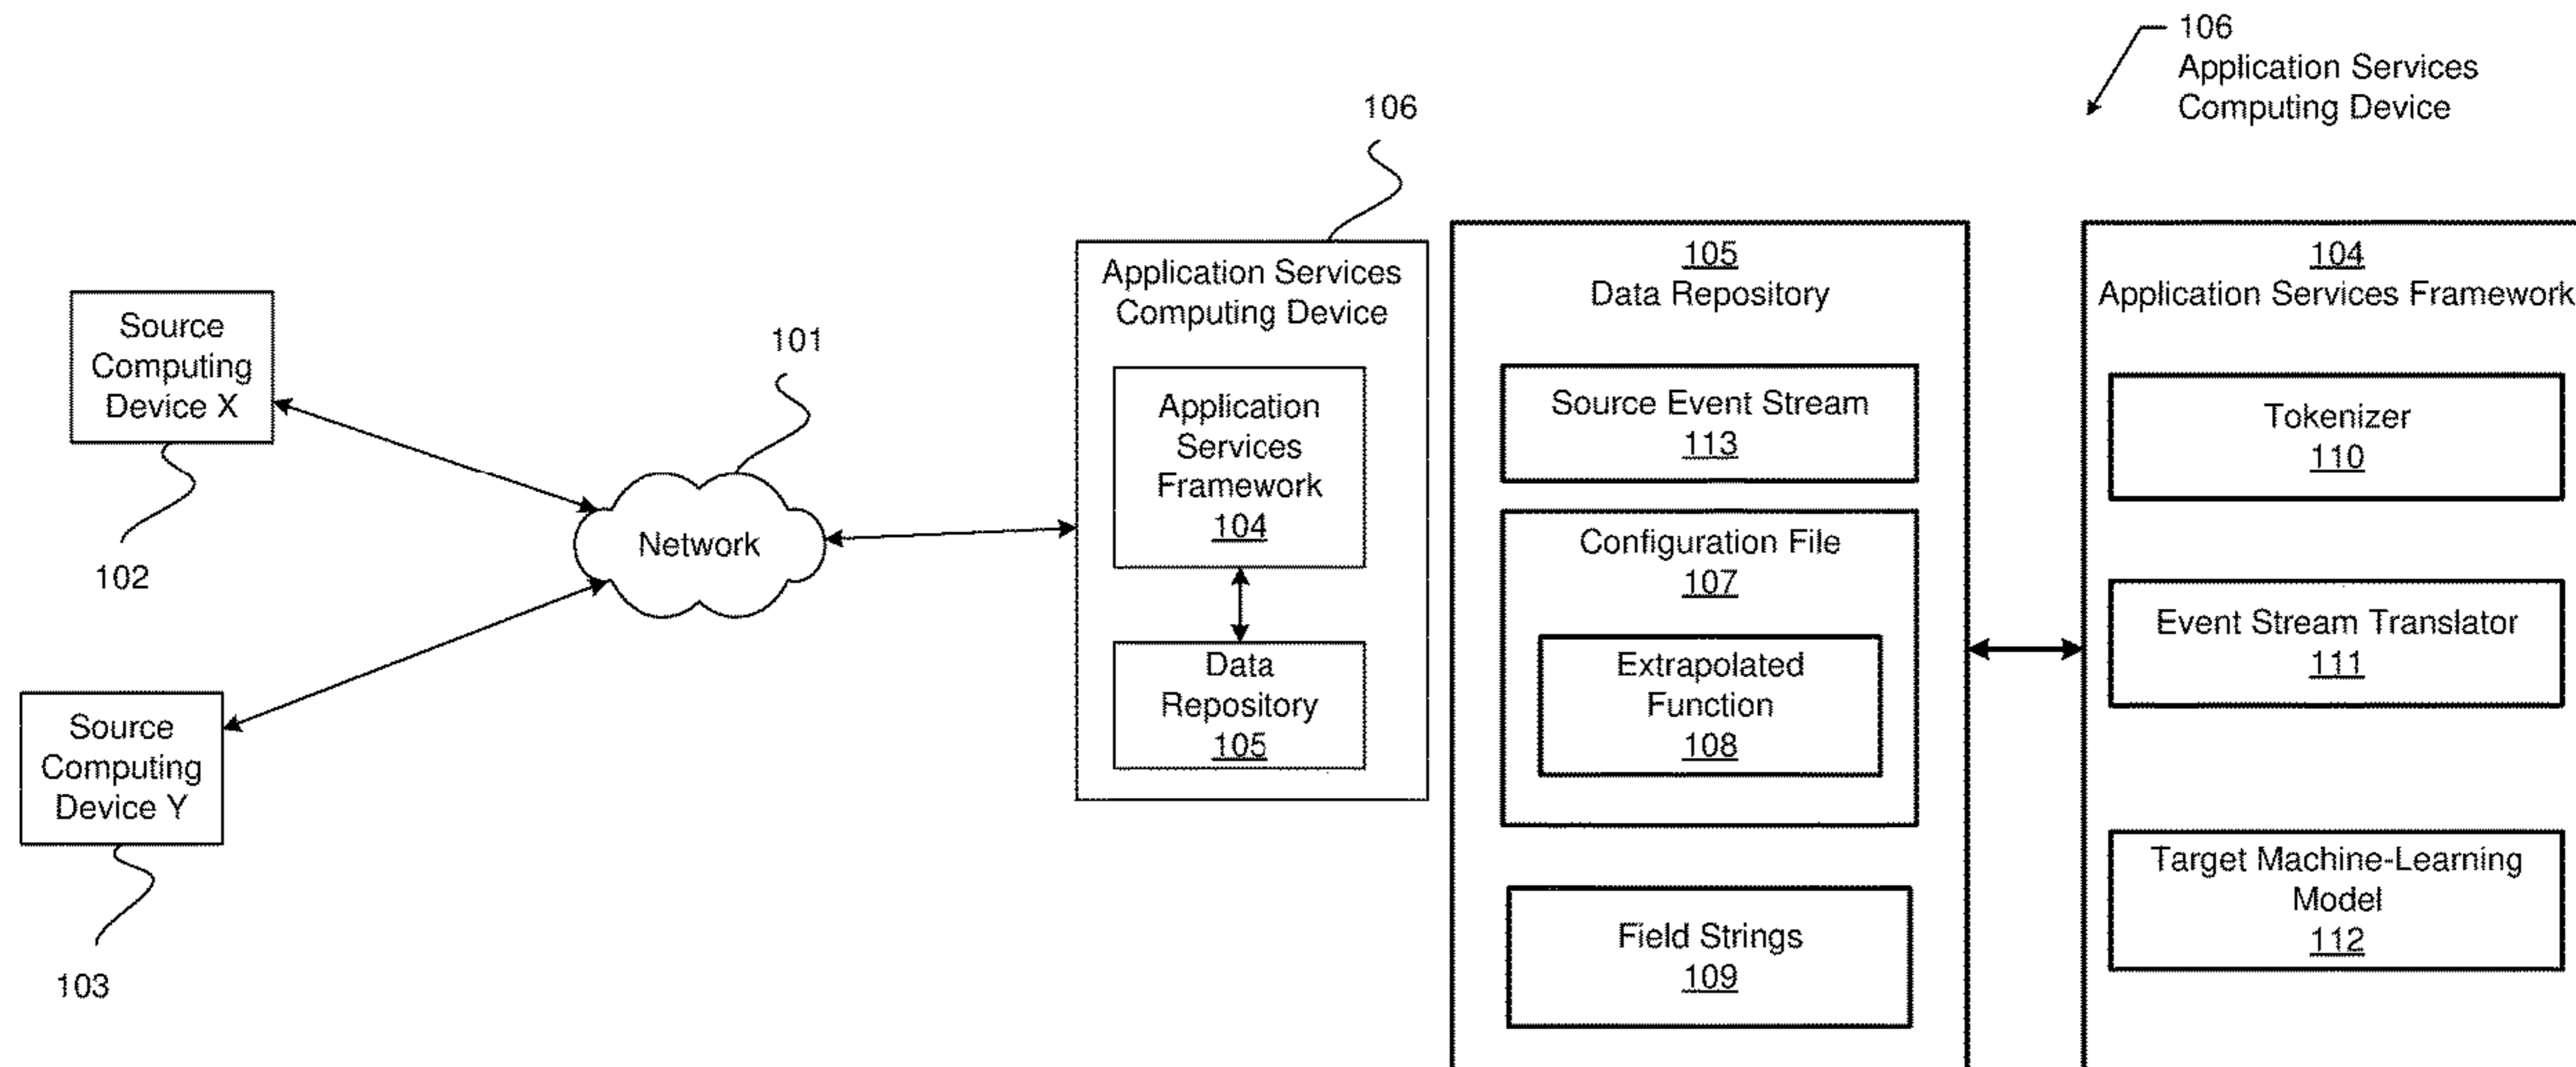 106
Application Services
Computing Device
106
Application Services
Computing Device
Application
Services
Framework
104
Data
Repository
105
Source
Computing
Device X
102
101
Network
Source
Computing
Device Y
103
105
Data Repository
Source Event Stream
113
Configuration File
107
Extrapolated
Function
108
Field Strings
109
104
Application Services Framework
Tokenizer
110
Event Stream Translator
111
Target Machine-Learning
Model
112